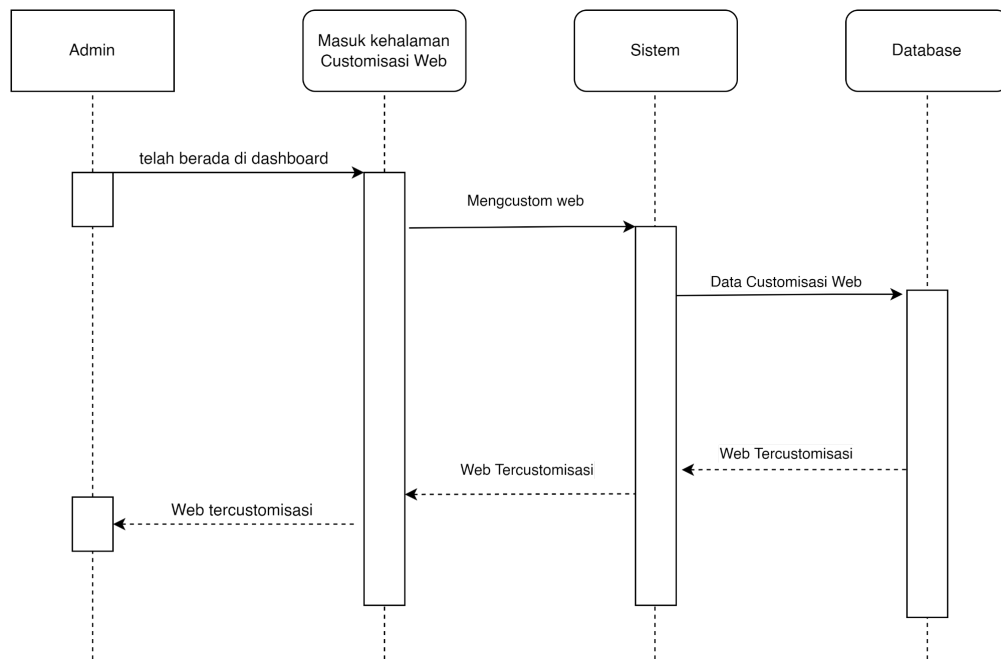 Admin
Masuk kehalaman
Customisasi Web
Sistem
Database
telah berada di dashboard
Mengcustom web
Data Customisasi Web
Web Tercustomisasi
Web Tercustomisasi
Web tercustomisasi